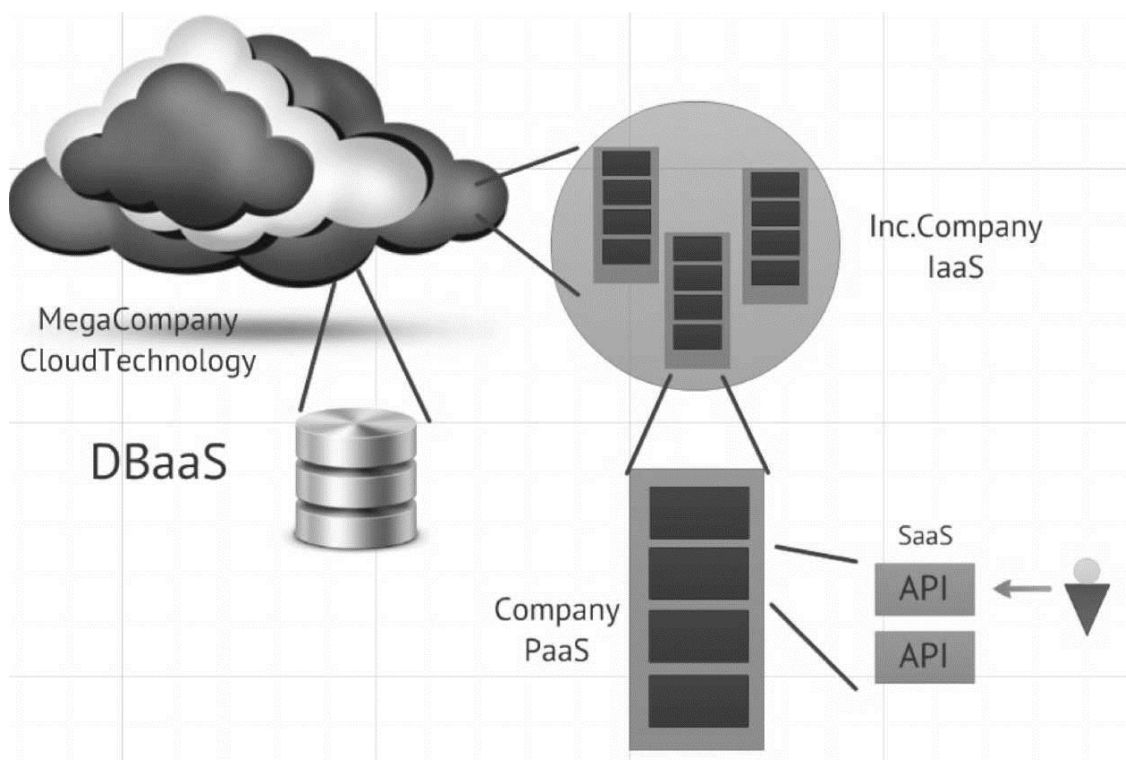 Inc.Company
IaaS
MegaCompany
CloudTechnology
DBaaS
SaaS
API
Company
PaaS
API